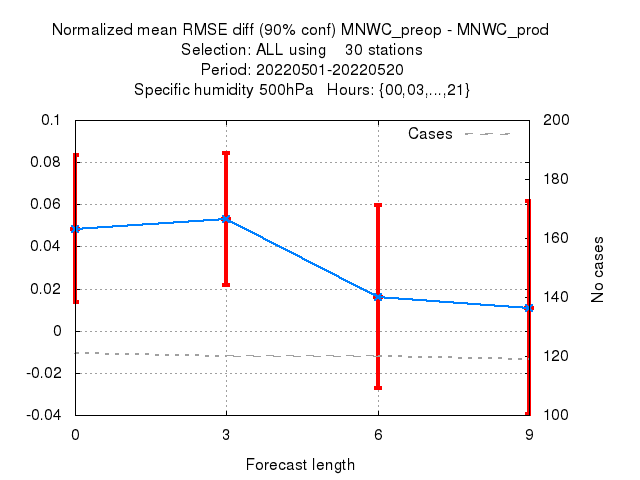 Normalized mean RMSE diff (90% conf) MNWC_preop - MNWC_prod
Selection: ALL using    30 stations
Period: 20220501-20220520
Specific humidity 500hPa   Hours: {00,03,...,21}
0.1
0.08
0.06
0.04
0.02
0
-0.02
-0.04
200
180
160
140
120
100
Cases
No cases
0
3
6
9
Forecast length